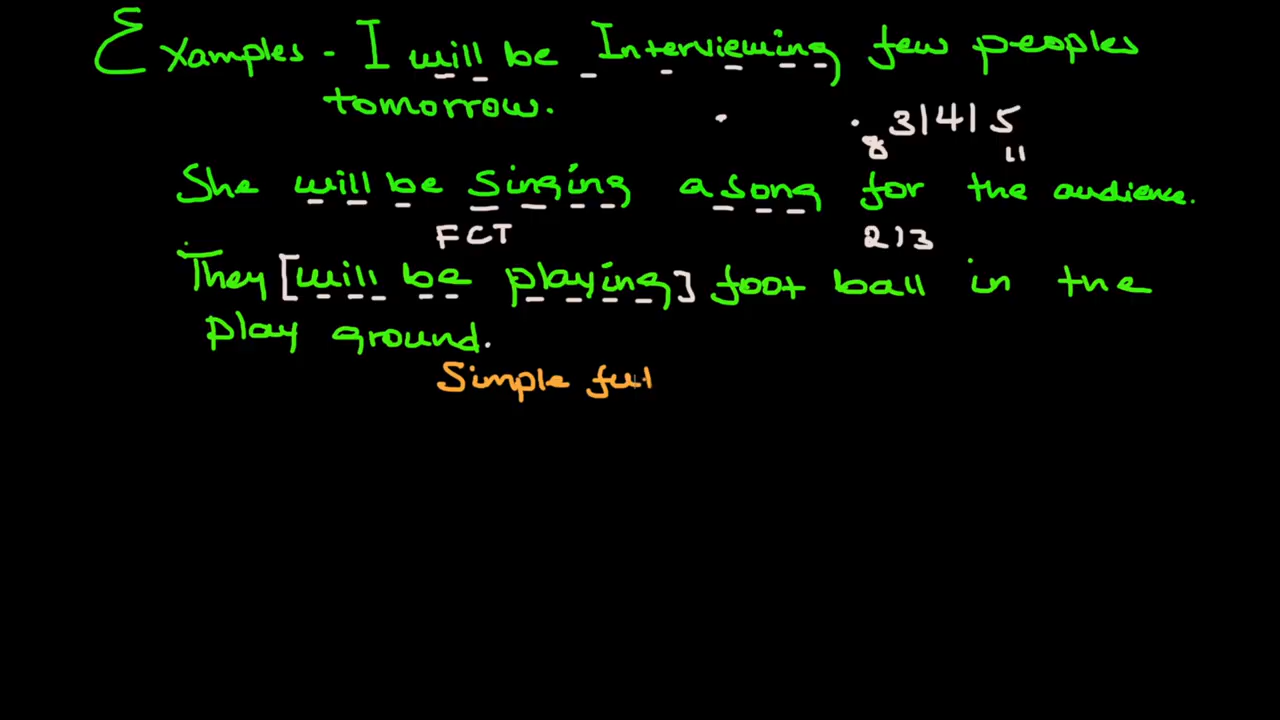 Examples - I will be Interviewing few peoples
tomorrow.
3/4/5
8 11
She will be Singing a song for the audience.
FCT 2/3
They [will be playing] foot ball in the
play ground.
Simple fut